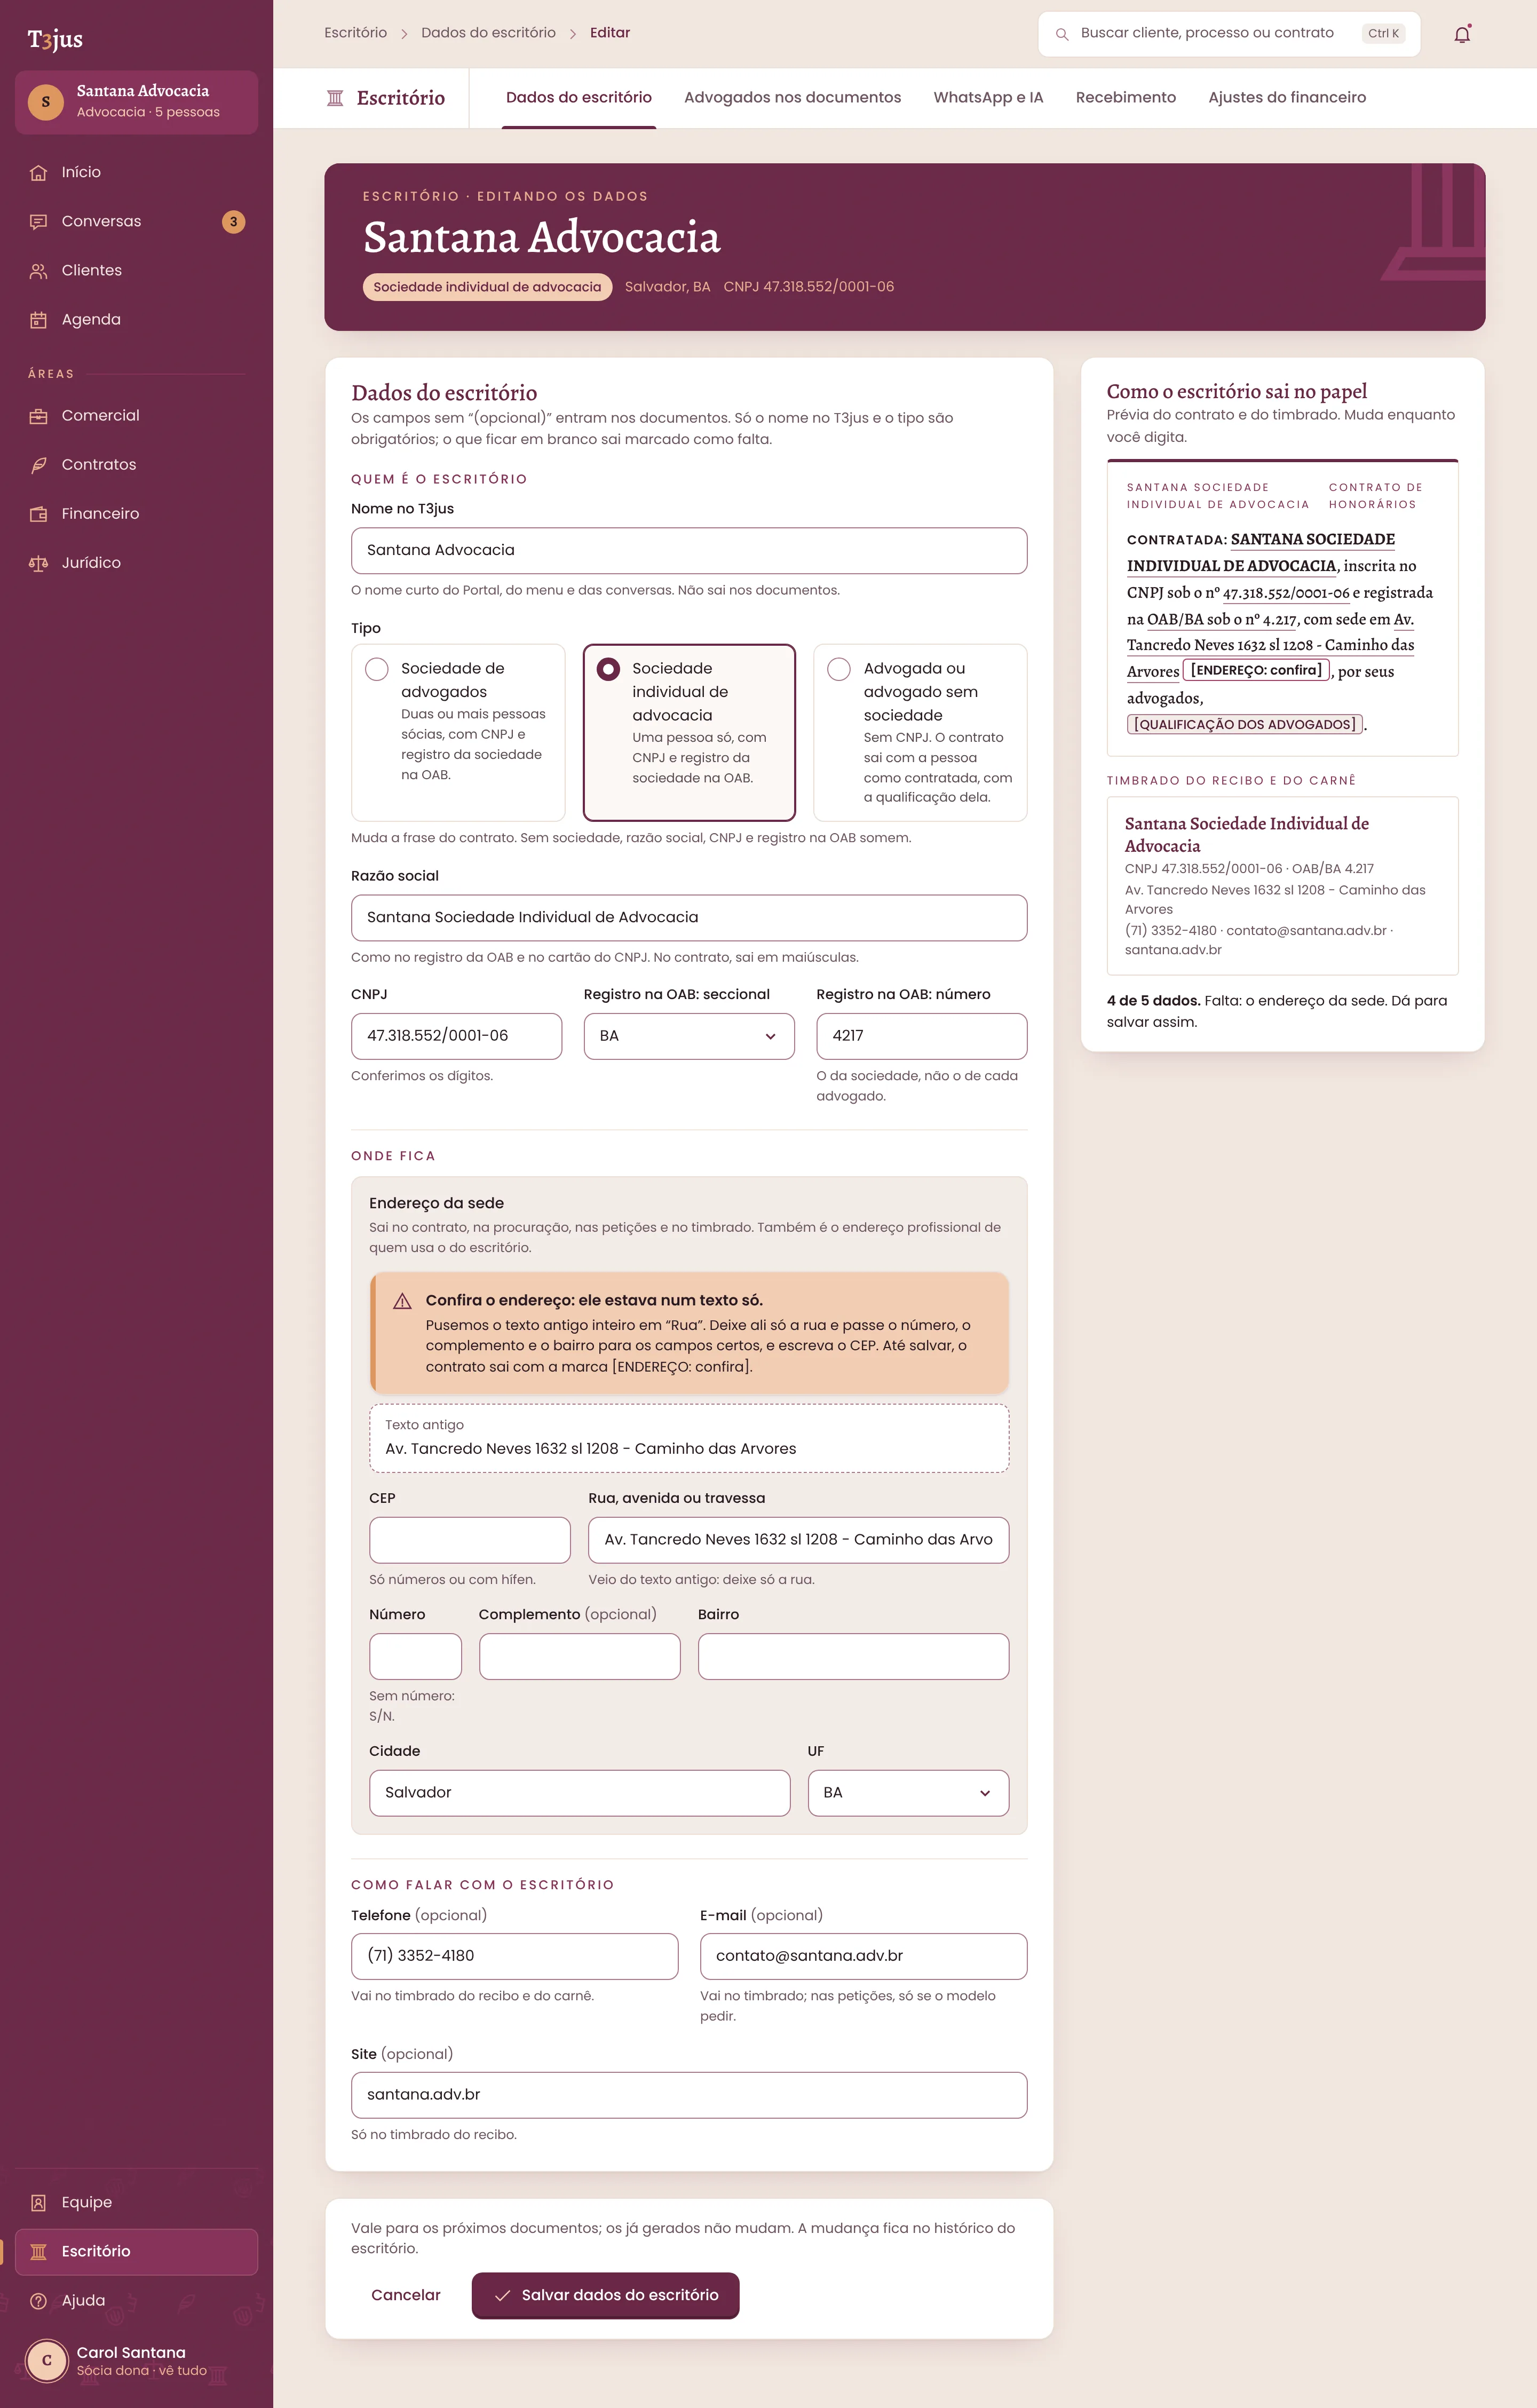 T3jus
S
Santana Advocacia
Advocacia · 5 pessoas
Início
Conversas
3
Clientes
Agenda
ÁREAS
Comercial
Contratos
Financeiro
Jurídico
Equipe
Escritório
Ajuda
C
Carol Santana
Sócia dona · vê tudo
Escritório
Dados do escritório
Editar
Buscar cliente, processo ou contrato
Ctrl K
Escritório
Dados do escritório
Advogados nos documentos
WhatsApp e IA
Recebimento
Ajustes do financeiro
ESCRITÓRIO · EDITANDO OS DADOS
Santana Advocacia
Sociedade individual de advocacia
Salvador, BA
CNPJ 47.318.552/0001-06
Dados do escritório
Os campos sem “(opcional)” entram nos documentos. Só o nome no T3jus e o tipo são
obrigatórios; o que ficar em branco sai marcado como falta.
QUEM É O ESCRITÓRIO
Nome no T3jus
Santana Advocacia
O nome curto do Portal, do menu e das conversas. Não sai nos documentos.
Tipo
Sociedade de
advogados
Duas ou mais pessoas
sócias, com CNPJ e
registro da sociedade
na OAB.
Sociedade
individual de
advocacia
Uma pessoa só, com
CNPJ e registro da
sociedade na OAB.
Advogada ou
advogado sem
sociedade
Sem CNPJ. O contrato
sai com a pessoa
como contratada, com
a qualificação dela.
Muda a frase do contrato. Sem sociedade, razão social, CNPJ e registro na OAB somem.
Razão social
Santana Sociedade Individual de Advocacia
Como no registro da OAB e no cartão do CNPJ. No contrato, sai em maiúsculas.
CNPJ
47.318.552/0001-06
Conferimos os dígitos.
Registro na OAB: seccional
BA
Registro na OAB: número
4217
O da sociedade, não o de cada
advogado.
ONDE FICA
Endereço da sede
Sai no contrato, na procuração, nas petições e no timbrado. Também é o endereço profissional de
quem usa o do escritório.
Confira o endereço: ele estava num texto só.
Pusemos o texto antigo inteiro em “Rua”. Deixe ali só a rua e passe o número, o
complemento e o bairro para os campos certos, e escreva o CEP. Até salvar, o
contrato sai com a marca [ENDEREÇO: confira].
Texto antigo
Av. Tancredo Neves 1632 sl 1208 - Caminho das Arvores
CEP
Só números ou com hífen.
Rua, avenida ou travessa
Av. Tancredo Neves 1632 sl 1208 - Caminho das Arvo
Veio do texto antigo: deixe só a rua.
Número
Sem número:
S/N.
Complemento (opcional)
Bairro
Cidade
Salvador
UF
BA
COMO FALAR COM O ESCRITÓRIO
Telefone (opcional)
(71) 3352-4180
Vai no timbrado do recibo e do carnê.
E-mail (opcional)
contato@santana.adv.br
Vai no timbrado; nas petições, só se o modelo
pedir.
Site (opcional)
santana.adv.br
Só no timbrado do recibo.
Vale para os próximos documentos; os já gerados não mudam. A mudança fica no histórico do
escritório.
Cancelar
Salvar dados do escritório
Como o escritório sai no papel
Prévia do contrato e do timbrado. Muda enquanto
você digita.
SANTANA SOCIEDADE
INDIVIDUAL DE ADVOCACIA
CONTRATO DE
HONORÁRIOS
CONTRATADA: SANTANA SOCIEDADE
INDIVIDUAL DE ADVOCACIA, inscrita no
CNPJ sob o nº 47.318.552/0001-06 e registrada
na OAB/BA sob o nº 4.217, com sede em Av.
Tancredo Neves 1632 sl 1208 - Caminho das
Arvores [ENDEREÇO: confira], por seus
advogados,
[QUALIFICAÇÃO DOS ADVOGADOS].
TIMBRADO DO RECIBO E DO CARNÊ
Santana Sociedade Individual de
Advocacia
CNPJ 47.318.552/0001-06 · OAB/BA 4.217
Av. Tancredo Neves 1632 sl 1208 - Caminho das
Arvores
(71) 3352-4180 · contato@santana.adv.br ·
santana.adv.br
4 de 5 dados. Falta: o endereço da sede. Dá para
salvar assim.